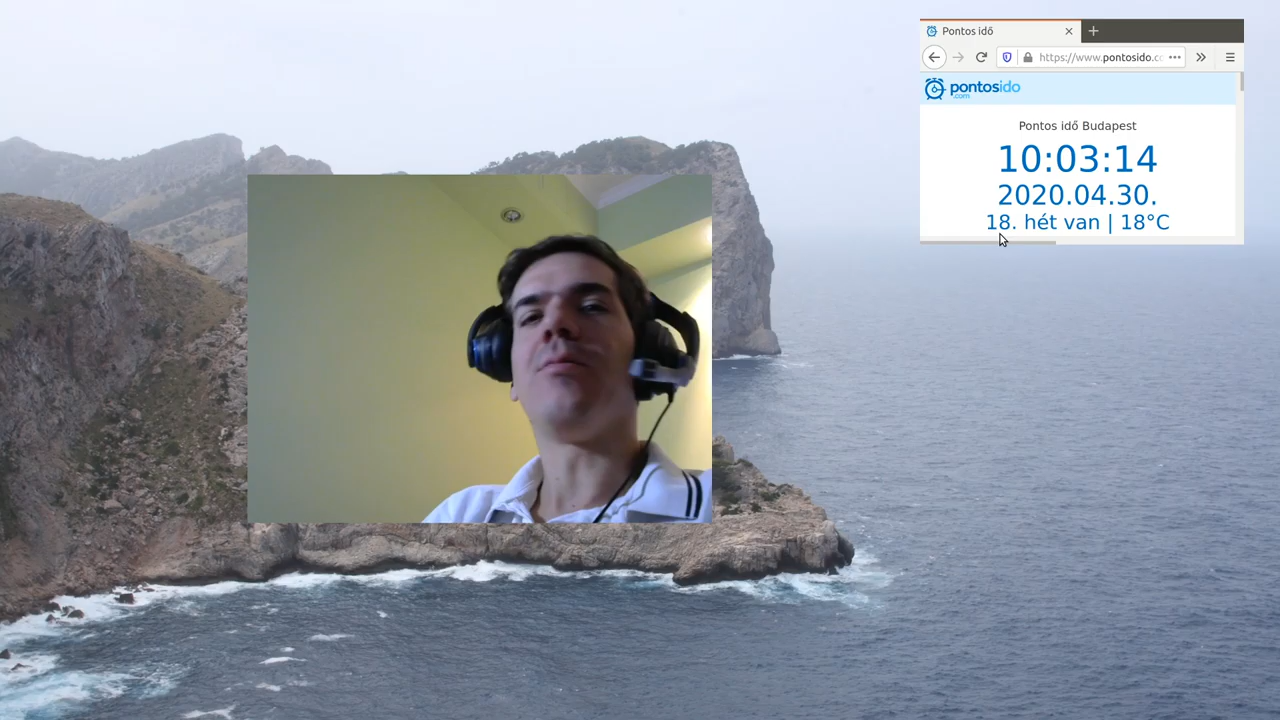 Pontos idő
https://www.pontosido.c
pontosido
.com
Pontos idő Budapest
10:03:14
2020.04.30.
18. hét van | 18°C